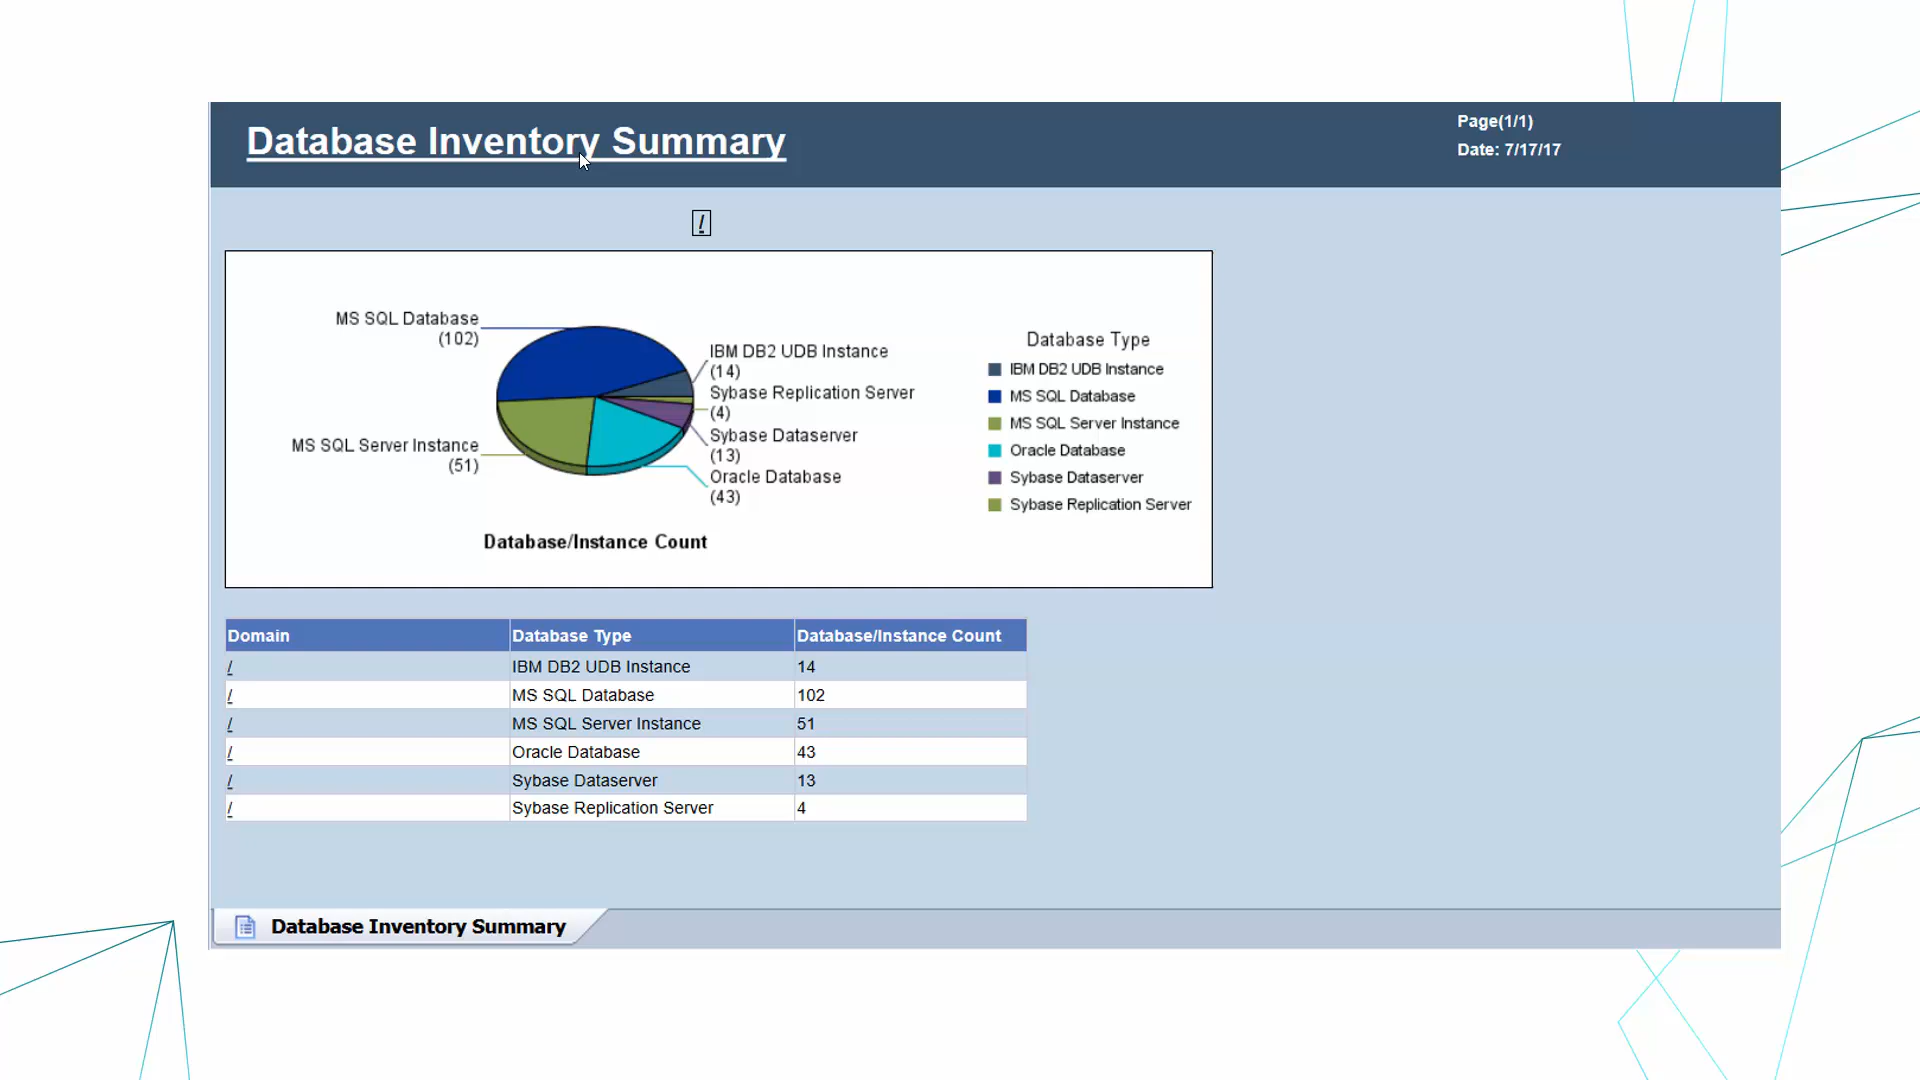 Database Inventory Summary
Page(1/1)
Date: 7/17/17
/
MS SQL Database
(102)
IBM DB2 UDB Instance
(14)
Sybase Replication Server
(4)
Sybase Dataserver
(13)
Oracle Database
(43)
MS SQL Server Instance
(51)
Database/Instance Count
Database Type
IBM DB2 UDB Instance
MS SQL Database
MS SQL Server Instance
Oracle Database
Sybase Dataserver
Sybase Replication Server
Domain Database Type Database/Instance Count
/ IBM DB2 UDB Instance 14
/ MS SQL Database 102
/ MS SQL Server Instance 51
/ Oracle Database 43
/ Sybase Dataserver 13
/ Sybase Replication Server 4
Database Inventory Summary